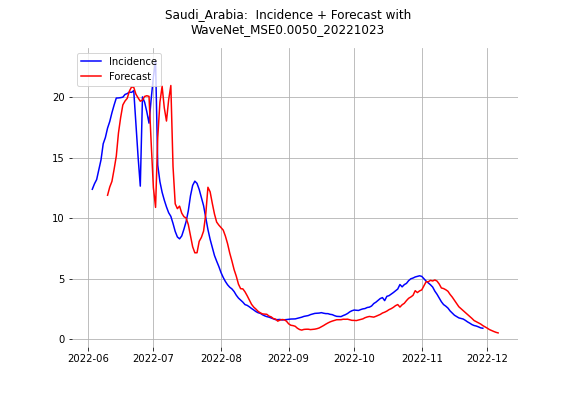 Saudi_Arabia:  Incidence + Forecast with
WaveNet_MSE0.0050_20221023
Incidence
Forecast
20
15
10
5
0
2022-06 2022-07 2022-08 2022-09 2022-10 2022-11 2022-12